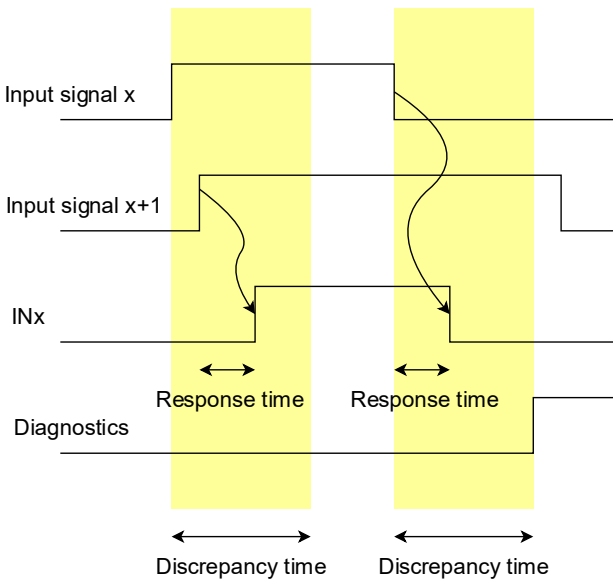 Input signal x
Input signal x+1
INx
Response time
Response time
Diagnostics
Discrepancy time
Discrepancy time